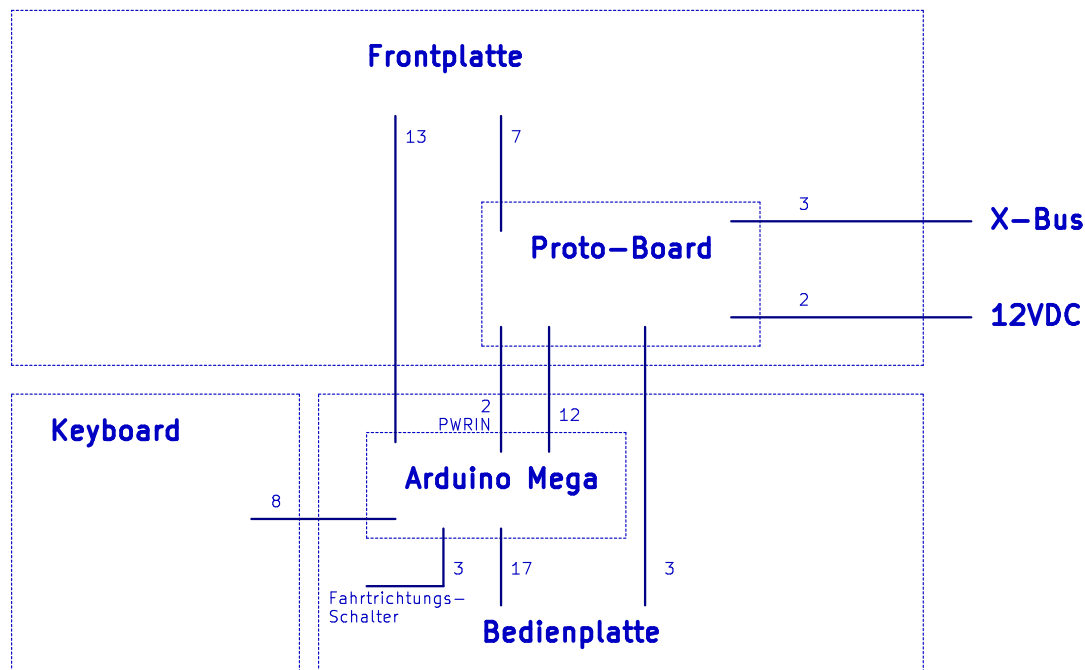 Frontplatte
13
7
3
X-Bus
Proto-Board
2
12VDC
2
PWRIN
12
Keyboard
Arduino Mega
8
3
17
3
Fahrtrichtungs-
Schalter
Bedienplatte